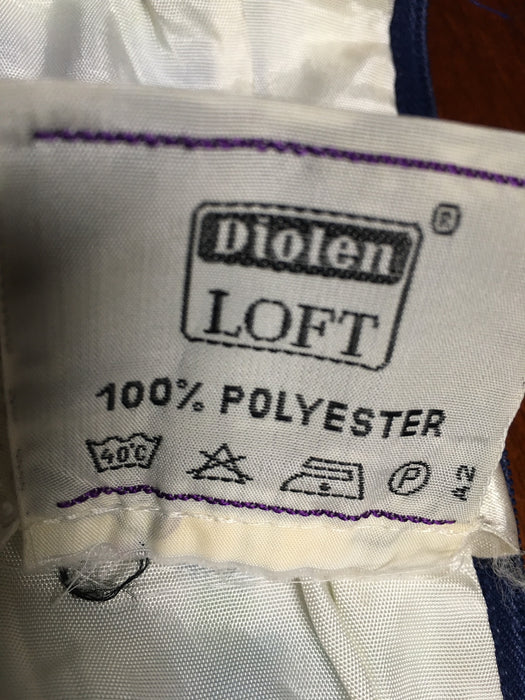 Diolen ®
LOFT
100% POLYESTER
40°C P 42